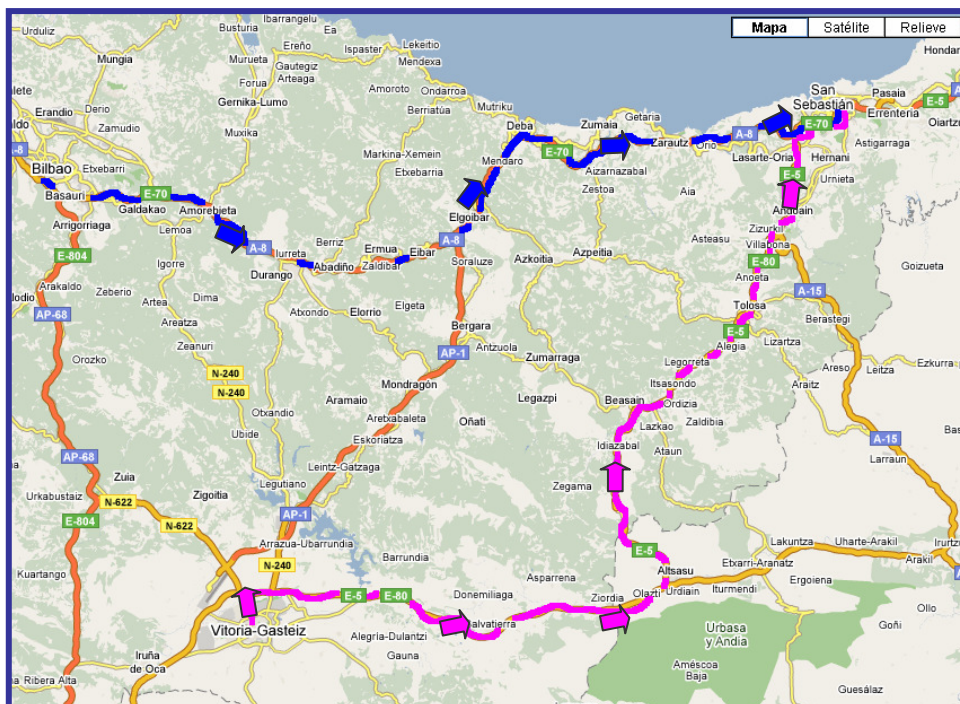 Mapa Satélite Relieve
Ibarrangelu
Ea
Urduliz
Busturia
Ereño
Ispaster
Lekeitio
Mendexa
Mungia
Murueta
Gautegiz
Arteaga
Forua
Gernika-Lumo
Amoroto
Ondarroa
Berriatúa
Mutriku
Deba
Getaria
Zumaia
Zarautz
Orio
San
Sebastián
Pasaia
Errenteria
Hondar
Oiartz
E-5
A
E-70
A-8
Derio
Erandio
Zamudio
Muxika
Markina-Xemein
Etxebarria
Mendaro
E-70
Aizarnazabal
Lasarte-Oria
Hernani
Astigarraga
E-5
Urnieta
Zestoa
Aia
Andoain
Etxebarri
A-8
Bilbao
Basauri
Galdakao
E-70
Amorebieta
Arrigorriaga
Lemoa
E-804
Igorre
Iurreta
A-8
Durango
Berriz
Abadiño
Ermua
Zaldibar
Eibar
Elgoibar
A-8
Soraluze
Azkoitia
Azpeitia
Zizurkil
Asteasu
Villabona
E-80
Anoeta
Goizueta
Arakaldo
AP-68
Zeberio
Artea
Dima
Areatza
Zeanuri
Atxondo
Elorrio
Elgeta
Bergara
Antzuola
Zumarraga
Tolosa
E-5
A-15
Berastegi
Alegia
Lizartza
Legorreta
Itsasondo
Areso
Leitza
Ezkurra
Orozko
N-240
N-240
Otxandio
Ubide
Aramaio
Mondragón
AP-1
Aretxabaleta
Oñati
Legazpi
Beasain
Ordizia
Lazkao
Zaldibia
Araitz
Eskoriatza
Idiazabal
Ataun
A-15
Larraun
AP-68
Zuia
Urkabustaiz
N-622
Zigoitia
Legutiano
Leintz-Gatzaga
Zegama
E-804
N-622
AP-1
Arrazua-Ubarrundia
Kuartango
N-240
Barrundia
E-5
Altsasu
Lakuntza
Uharte-Arakil
Etxarri-Aranatz
Irurtz
Ergoiena
Asparrena
E-5
E-80
Donemiliaga
Ziordia
Olazti
Urdiain
Iturmendi
Ollo
Goñi
Vitoria-Gasteiz
Alegría-Dulantzi
Gauna
Iruña
de Oca
Urbasa
y Andia
Améscoa
Baja
Guesálaz
Ribera Alta